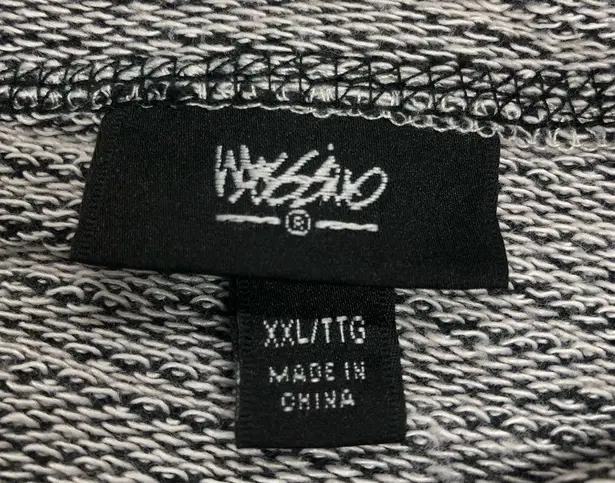 Mossimo
®
XXL/TTG
MADE IN
CHINA